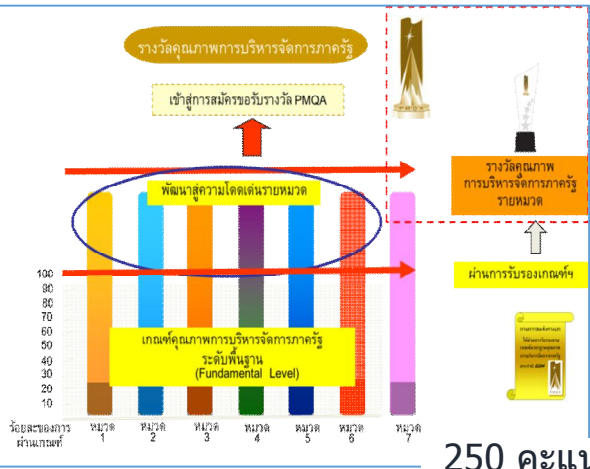 รางวัลคุณภาพการบริหารจัดการภาครัฐ
เข้าสู่การสมัครขอรับรางวัล PMQA
พัฒนาสู่ความโดดเด่นรายหมวด
รางวัลคุณภาพ
การบริหารจัดการภาครัฐ
รายหมวด
ผ่านการรับรองเกณฑ์ฯ
100
90
80
70
60
50
40
30
20
10
เกณฑ์คุณภาพการบริหารจัดการภาครัฐ
ระดับพื้นฐาน
(Fundamental Level)
ร้อยละของการ
ผ่านเกณฑ์
หมวด 1
หมวด 2
หมวด 3
หมวด 4
หมวด 5
หมวด 6
หมวด 7
250